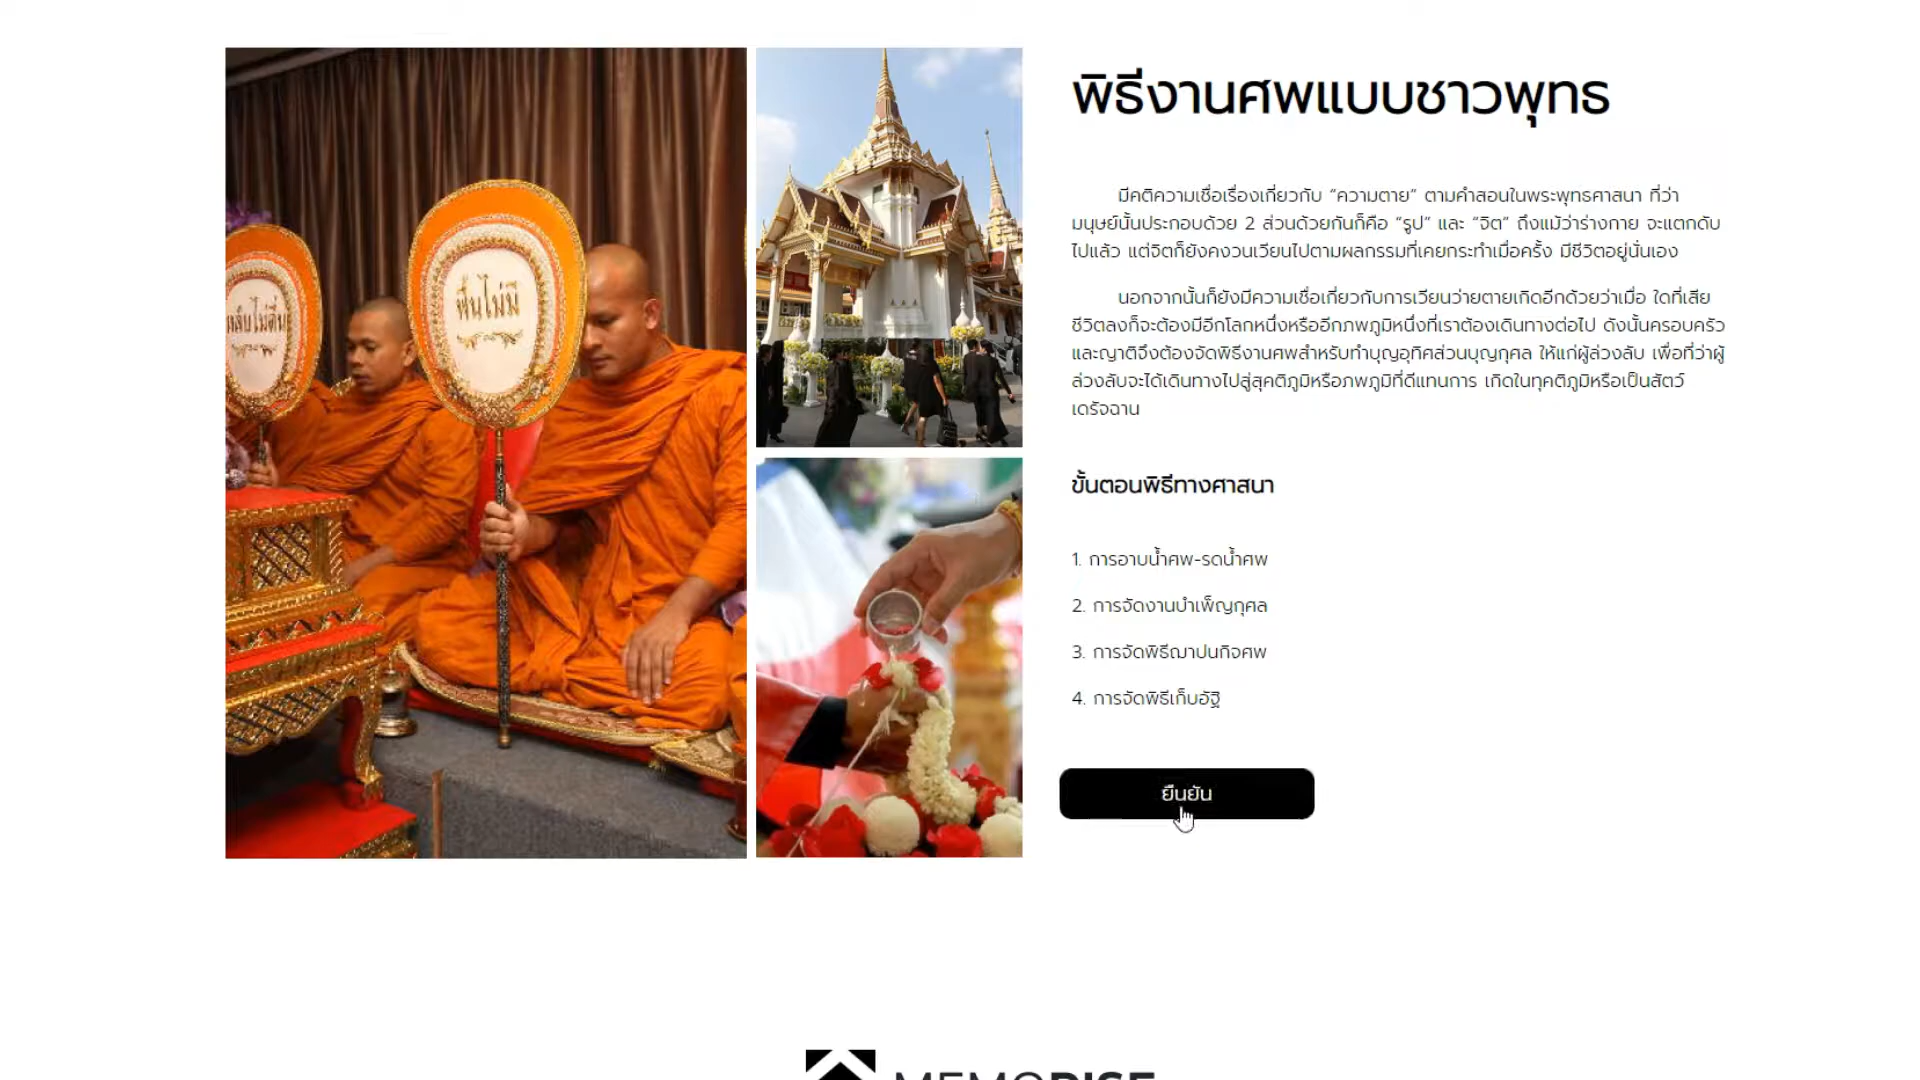 พิธีงานศพแบบชาวพุทธ
มีคติความเชื่อเรื่องเกี่ยวกับ “ความตาย” ตามคำสอนในพระพุทธศาสนา ที่ว่า
มนุษย์นั้นประกอบด้วย 2 ส่วนด้วยกันก็คือ “รูป” และ “จิต” ถึงแม้ว่าร่างกาย จะแตกดับ
ไปแล้ว แต่จิตก็ยังคงวนเวียนไปตามผลกรรมที่เคยกระทำเมื่อครั้ง มีชีวิตอยู่นั่นเอง
นอกจากนั้นก็ยังมีความเชื่อเกี่ยวกับการเวียนว่ายตายเกิดอีกด้วยว่าเมื่อ ใดที่เสีย
ชีวิตลงก็จะต้องมีอีกโลกหนึ่งหรืออีกภพภูมิหนึ่งที่เราต้องเดินทางต่อไป ดังนั้นครอบครัว
และญาติจึงต้องจัดพิธีงานศพสำหรับทำบุญอุทิศส่วนบุญกุศล ให้แก่ผู้ล่วงลับ เพื่อที่ว่าผู้
ล่วงลับจะได้เดินทางไปสู่สุคติภูมิหรือภพภูมิที่ดีแทนการ เกิดในทุคติภูมิหรือเป็นสัตว์
เดรัจฉาน
ขั้นตอนพิธีทางศาสนา
1. การอาบน้ำศพ-รดน้ำศพ
2. การจัดงานบำเพ็ญกุศล
3. การจัดพิธีฌาปนกิจศพ
4. การจัดพิธีเก็บอัฐิ
ยืนยัน
กลับไม่ตื่น
ฟื้นไม่มี
MEMORISE